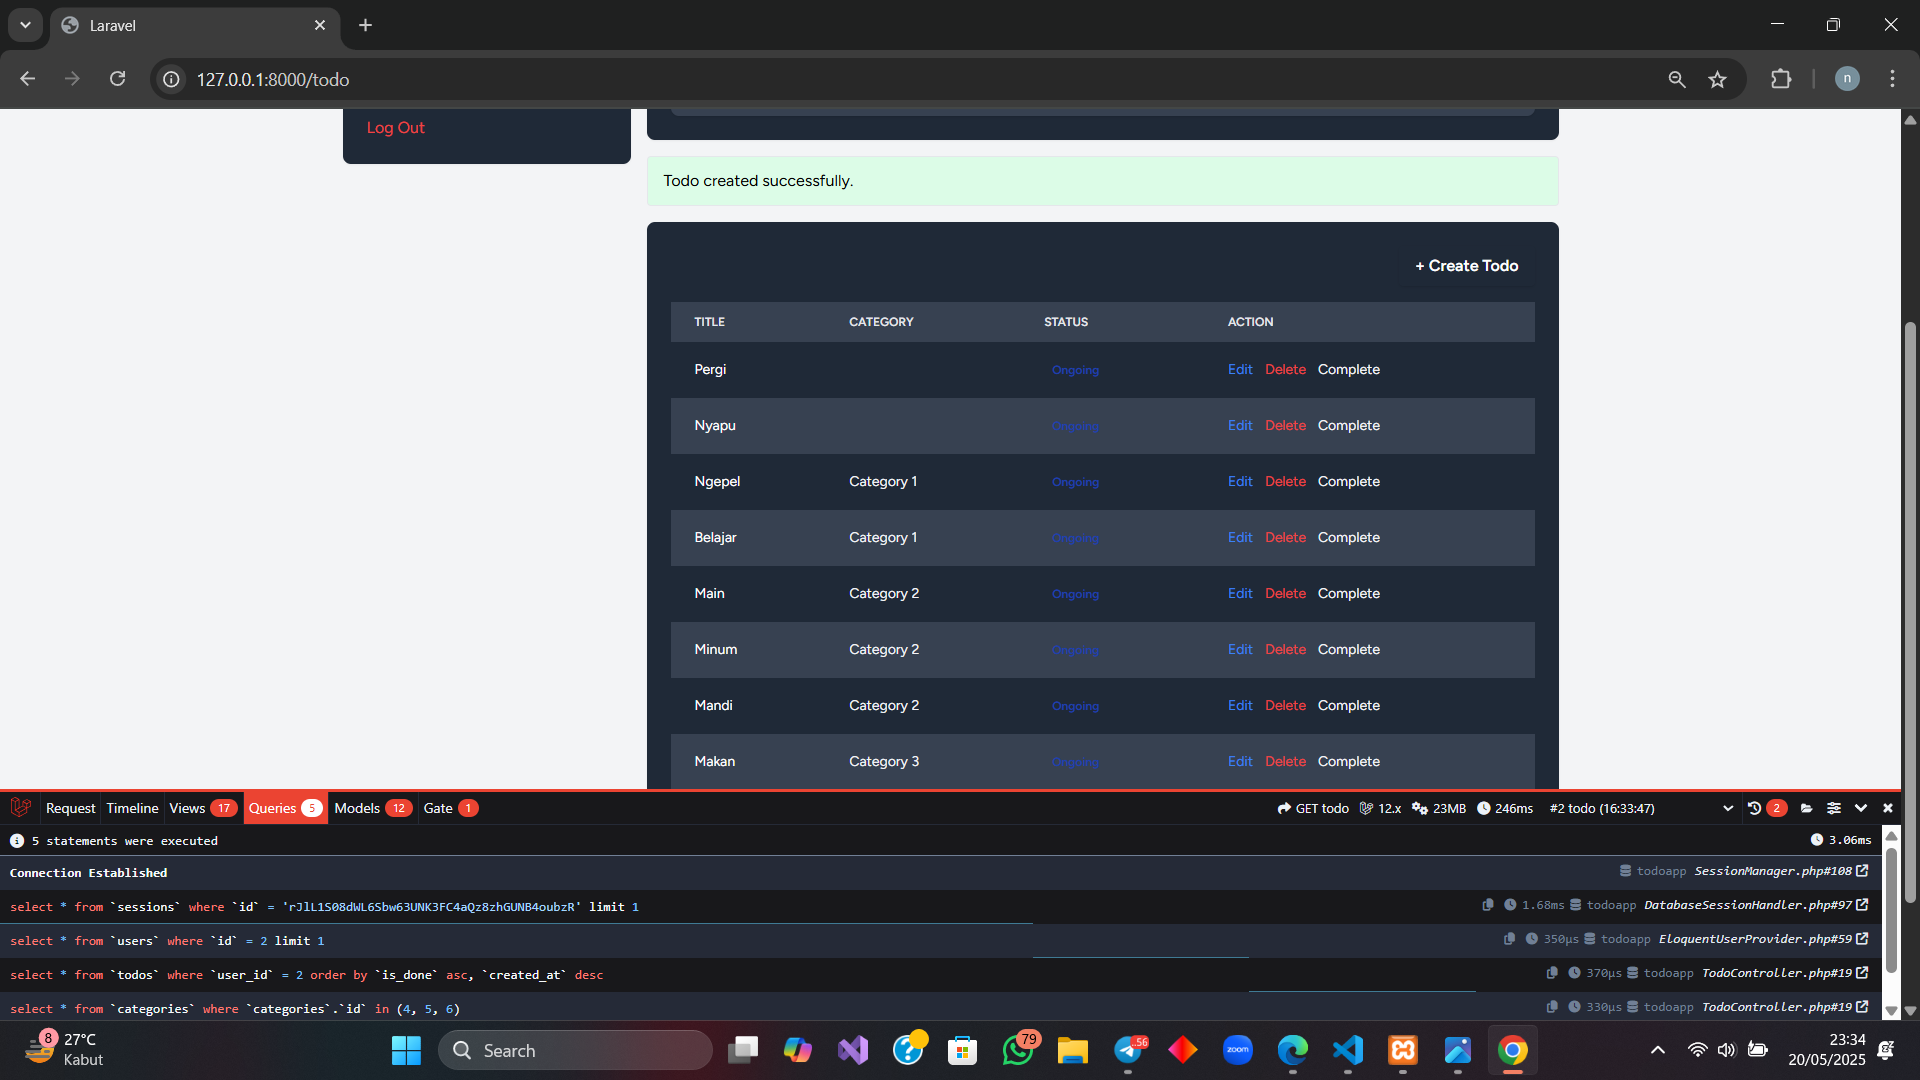 Laravel
127.0.0.1:8000/todo
n
Log Out
Todo created successfully.
+ Create Todo
TITLE CATEGORY STATUS ACTION
Pergi Ongoing Edit Delete Complete
Nyapu Ongoing Edit Delete Complete
Ngepel Category 1 Ongoing Edit Delete Complete
Belajar Category 1 Ongoing Edit Delete Complete
Main Category 2 Ongoing Edit Delete Complete
Minum Category 2 Ongoing Edit Delete Complete
Mandi Category 2 Ongoing Edit Delete Complete
Makan Category 3 Ongoing Edit Delete Complete
Request Timeline Views 17 Queries 5 Models 12 Gate 1 GET todo 12.x 23MB 246ms #2 todo (16:33:47) 2
5 statements were executed 3.06ms
Connection Established todoapp SessionManager.php#108
select * from `sessions` where `id` = 'rJlL1S08dWL6Sbw63UNK3FC4aQz8zhGUNB4oubzR' limit 1 1.68ms todoapp DatabaseSessionHandler.php#97
select * from `users` where `id` = 2 limit 1 350μs todoapp EloquentUserProvider.php#59
select * from `todos` where `user_id` = 2 order by `is_done` asc, `created_at` desc 370μs todoapp TodoController.php#19
select * from `categories` where `categories`.`id` in (4, 5, 6) 330μs todoapp TodoController.php#19
8 27°C
Kabut
Search
79
.56
zoom
23:34
20/05/2025